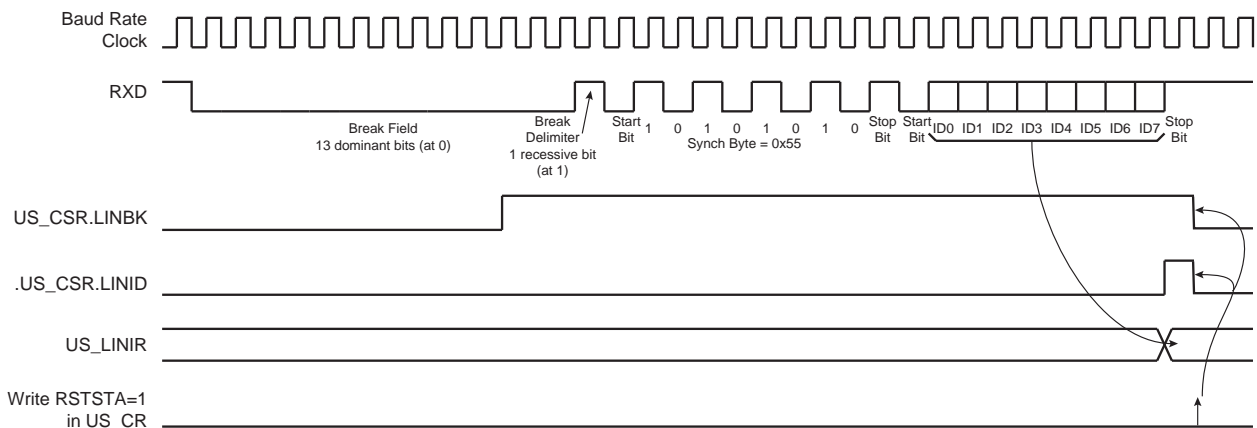 Baud Rate
Clock
RXD
Break Field
13 dominant bits (at 0)
Break
Delimiter
1 recessive bit
(at 1)
Start
Bit
1 0 1 0 1 0 1 0
Synch Byte = 0x55
Stop
Bit
Start
Bit
ID0 ID1 ID2 ID3 ID4 ID5 ID6 ID7
Stop
Bit
US_CSR.LINBK
.US_CSR.LINID
US_LINIR
Write RSTSTA=1
in US_CR